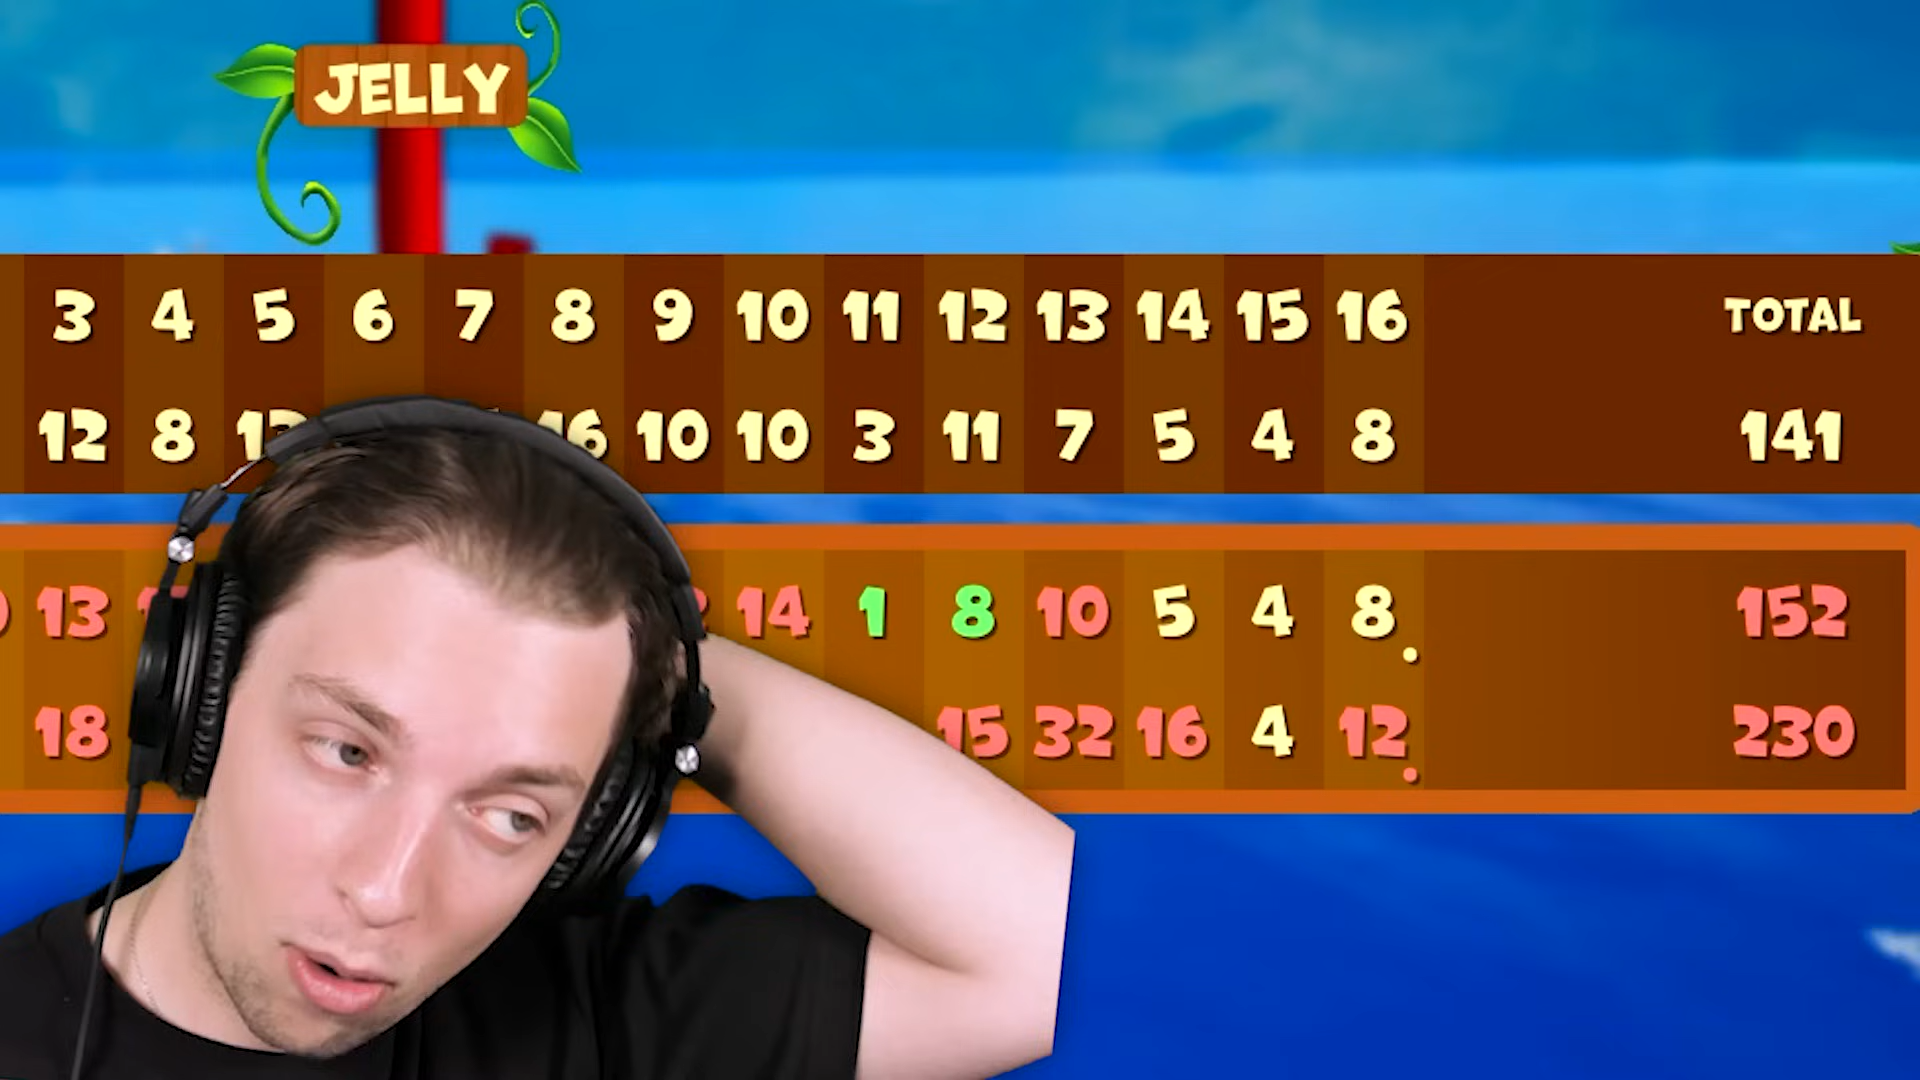 JELLY
3 4 5 6 7 8 9 10 11 12 13 14 15 16 TOTAL
12 8 16 10 10 3 11 7 5 4 8 141
13 14 1 8 10 5 4 8. 152
18 15 32 16 4 12. 230